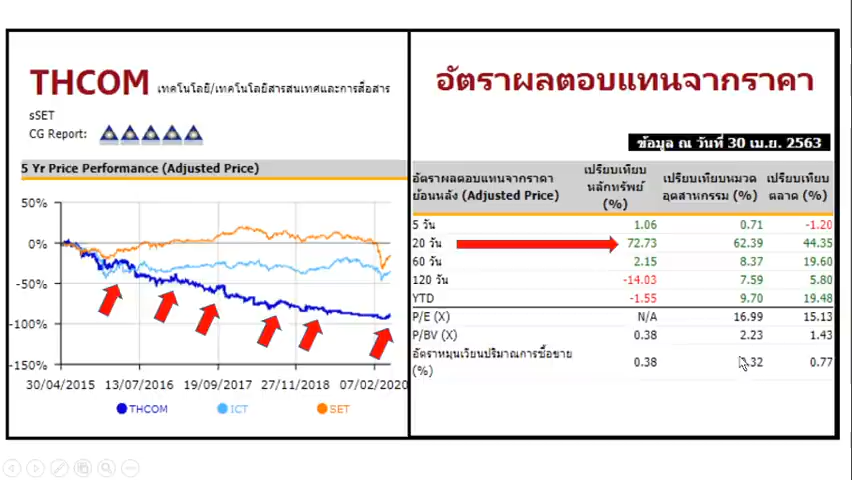 THCOM เทคโนโลยี/เทคโนโลยีสารสนเทศและการสื่อสาร
sSET
CG Report:
5 Yr Price Performance (Adjusted Price)
50%
0%
-50%
-100%
-150%
30/04/2015 13/07/2016 19/09/2017 27/11/2018 07/02/2020
THCOM ICT SET
อัตราผลตอบแทนจากราคา
ข้อมูล ณ วันที่ 30 เม.ย. 2563
อัตราผลตอบแทนจากราคา
ย้อนหลัง (Adjusted Price)
เปรียบเทียบ
หลักทรัพย์
(%)
เปรียบเทียบหมวด
อุตสาหกรรม (%)
เปรียบเทียบ
ตลาด (%)
5 วัน 1.06 0.71 -1.20
20 วัน 72.73 62.39 44.35
60 วัน 2.15 8.37 19.60
120 วัน -14.03 7.59 5.80
YTD -1.55 9.70 19.48
P/E (X) N/A 16.99 15.13
P/BV (X) 0.38 2.23 1.43
อัตราหมุนเวียนปริมาณการซื้อขาย
(%) 0.38 0.77